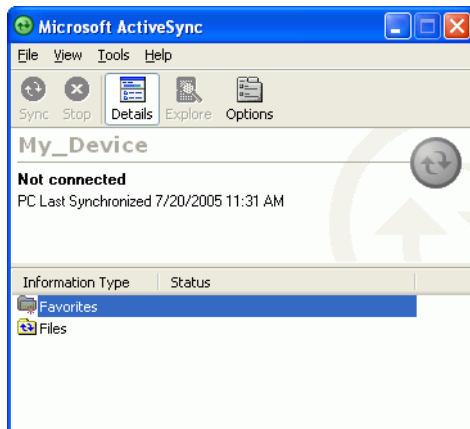 Microsoft ActiveSync
File View Tools Help
Sync Stop Details Explore Options
My_Device
Not connected
PC Last Synchronized 7/20/2005 11:31 AM
Information Type Status
Favorites
Files